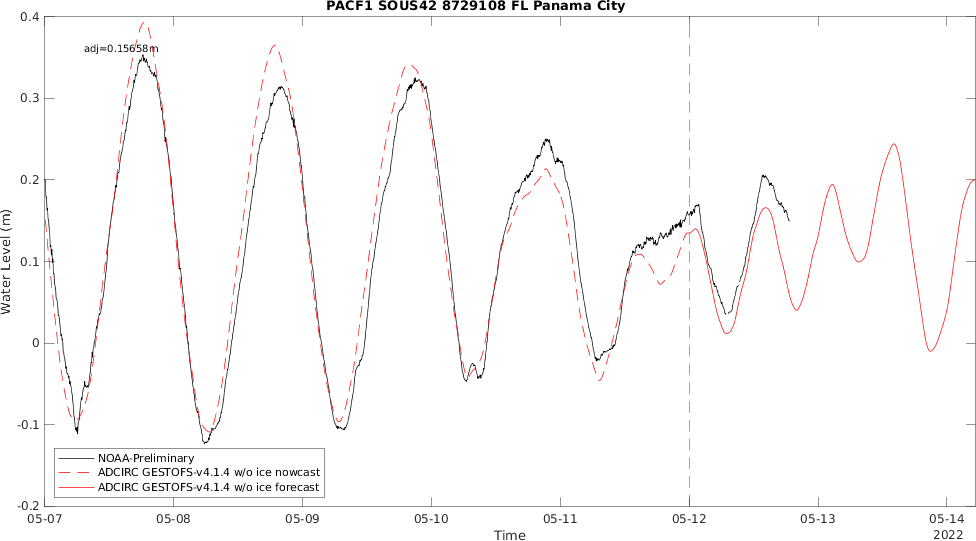 PACF1 SOUS42 8729108 FL Panama City
adj=0.15658m
0.4
0.3
0.2
0.1
0
-0.1
-0.2
Water Level (m)
NOAA-Preliminary
ADCIRC GESTOFS-v4.1.4 w/o ice nowcast
ADCIRC GESTOFS-v4.1.4 w/o ice forecast
05-07 05-08 05-09 05-10 05-11 05-12 05-13 05-14
Time 2022